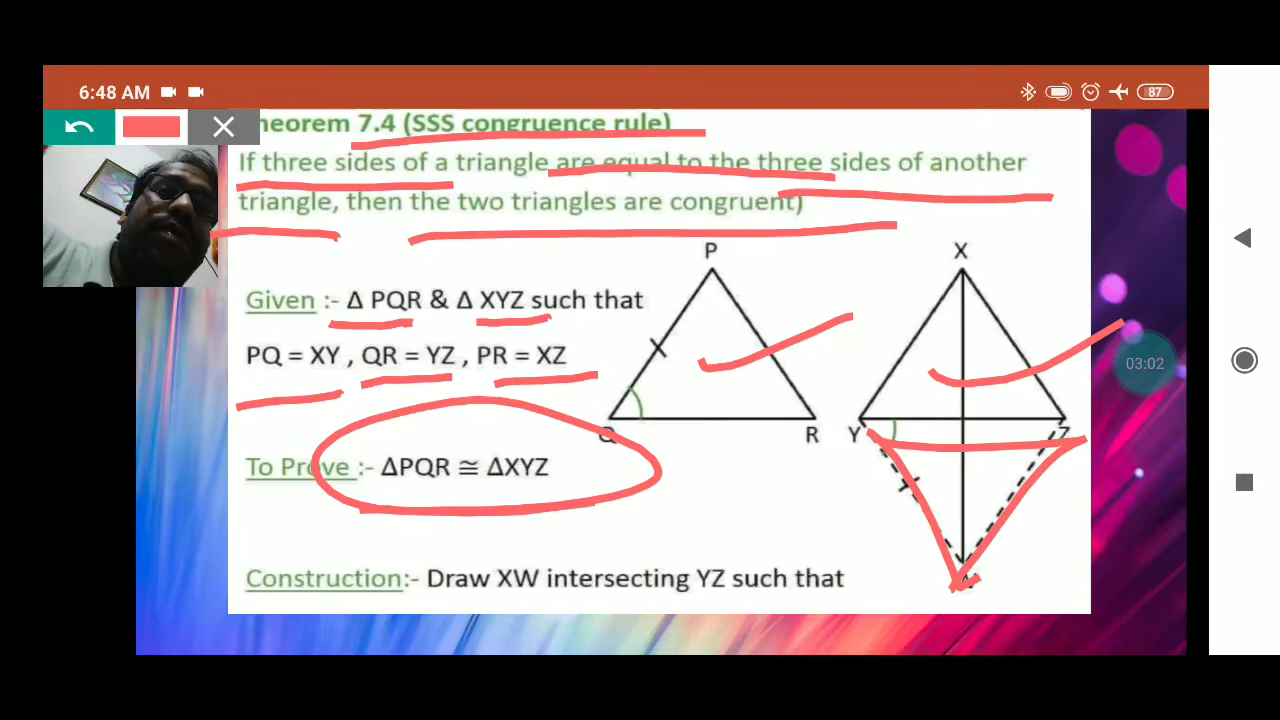 6:48 AM
87
heorem 7.4 (SSS congruence rule)
If three sides of a triangle are equal to the three sides of another
triangle, then the two triangles are congruent)
P
X
Given :- Δ PQR & Δ XYZ such that
PQ = XY , QR = YZ , PR = XZ
03:02
Q
R
Y
Z
To Prove :- ΔPQR ≅ ΔXYZ
Construction:- Draw XW intersecting YZ such that